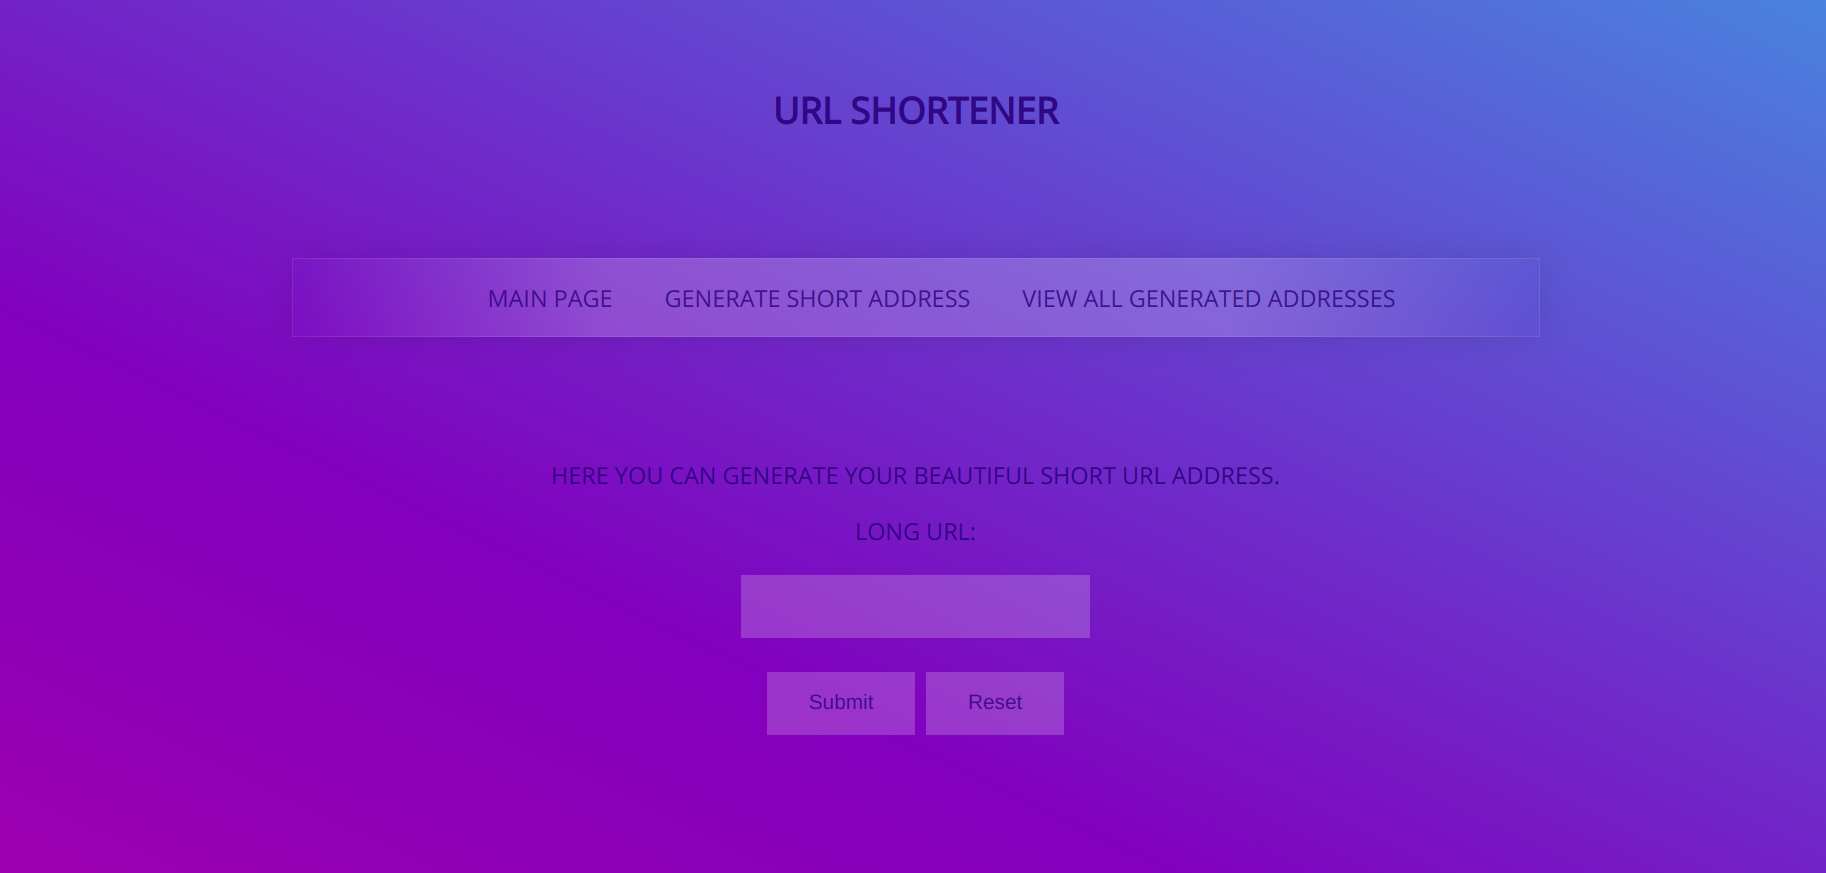 URL SHORTENER
MAIN PAGE GENERATE SHORT ADDRESS VIEW ALL GENERATED ADDRESSES
HERE YOU CAN GENERATE YOUR BEAUTIFUL SHORT URL ADDRESS.
LONG URL:
Submit Reset